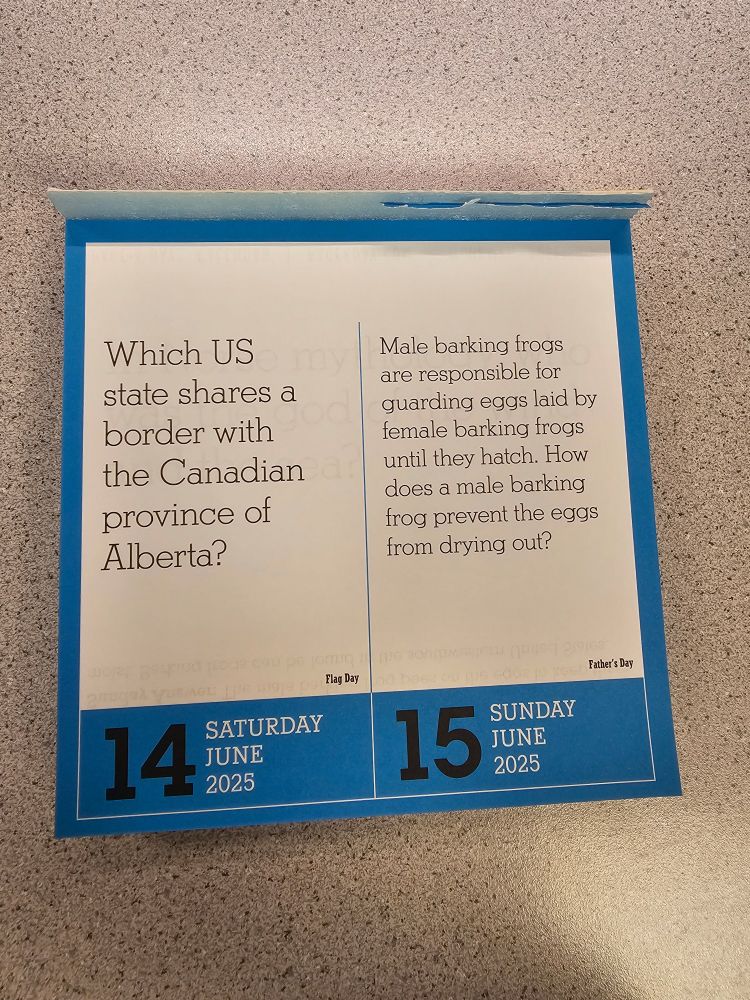 Which US
state shares a
border with
the Canadian
province of
Alberta?
Flag Day
14 SATURDAY
JUNE
2025
Male barking frogs
are responsible for
guarding eggs laid by
female barking frogs
until they hatch. How
does a male barking
frog prevent the eggs
from drying out?
Father's Day
15 SUNDAY
JUNE
2025